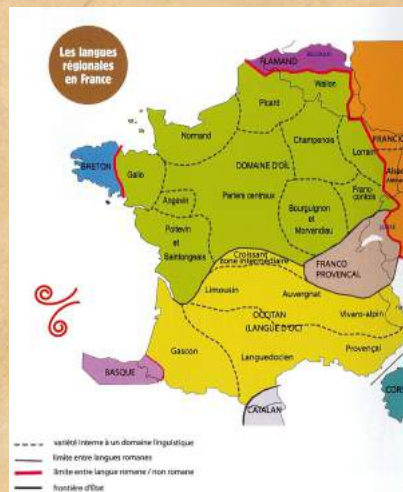 Les langues
régionales
en France
FLAMAND
Wallon
Picard
Normand
Champenois
Lorrain
BRETON
Gallo
DOMAINE D'OÏL
Angevin
Parlers centraux
Bourguignon
et
Morvandiau
Poitevin
et
Saintongeais
Croissant
zone intermédiaire
FRANCO
PROVENÇAL
Limousin
Auvergnat
OCCITAN
(LANGUE D'OC)
Vivaro-alpin
Gascon
Languedocien
Provençal
BASQUE
CATALAN
variété interne à un domaine linguistique
limite entre langues romanes
limite entre langue romane / non romane
frontière d'État